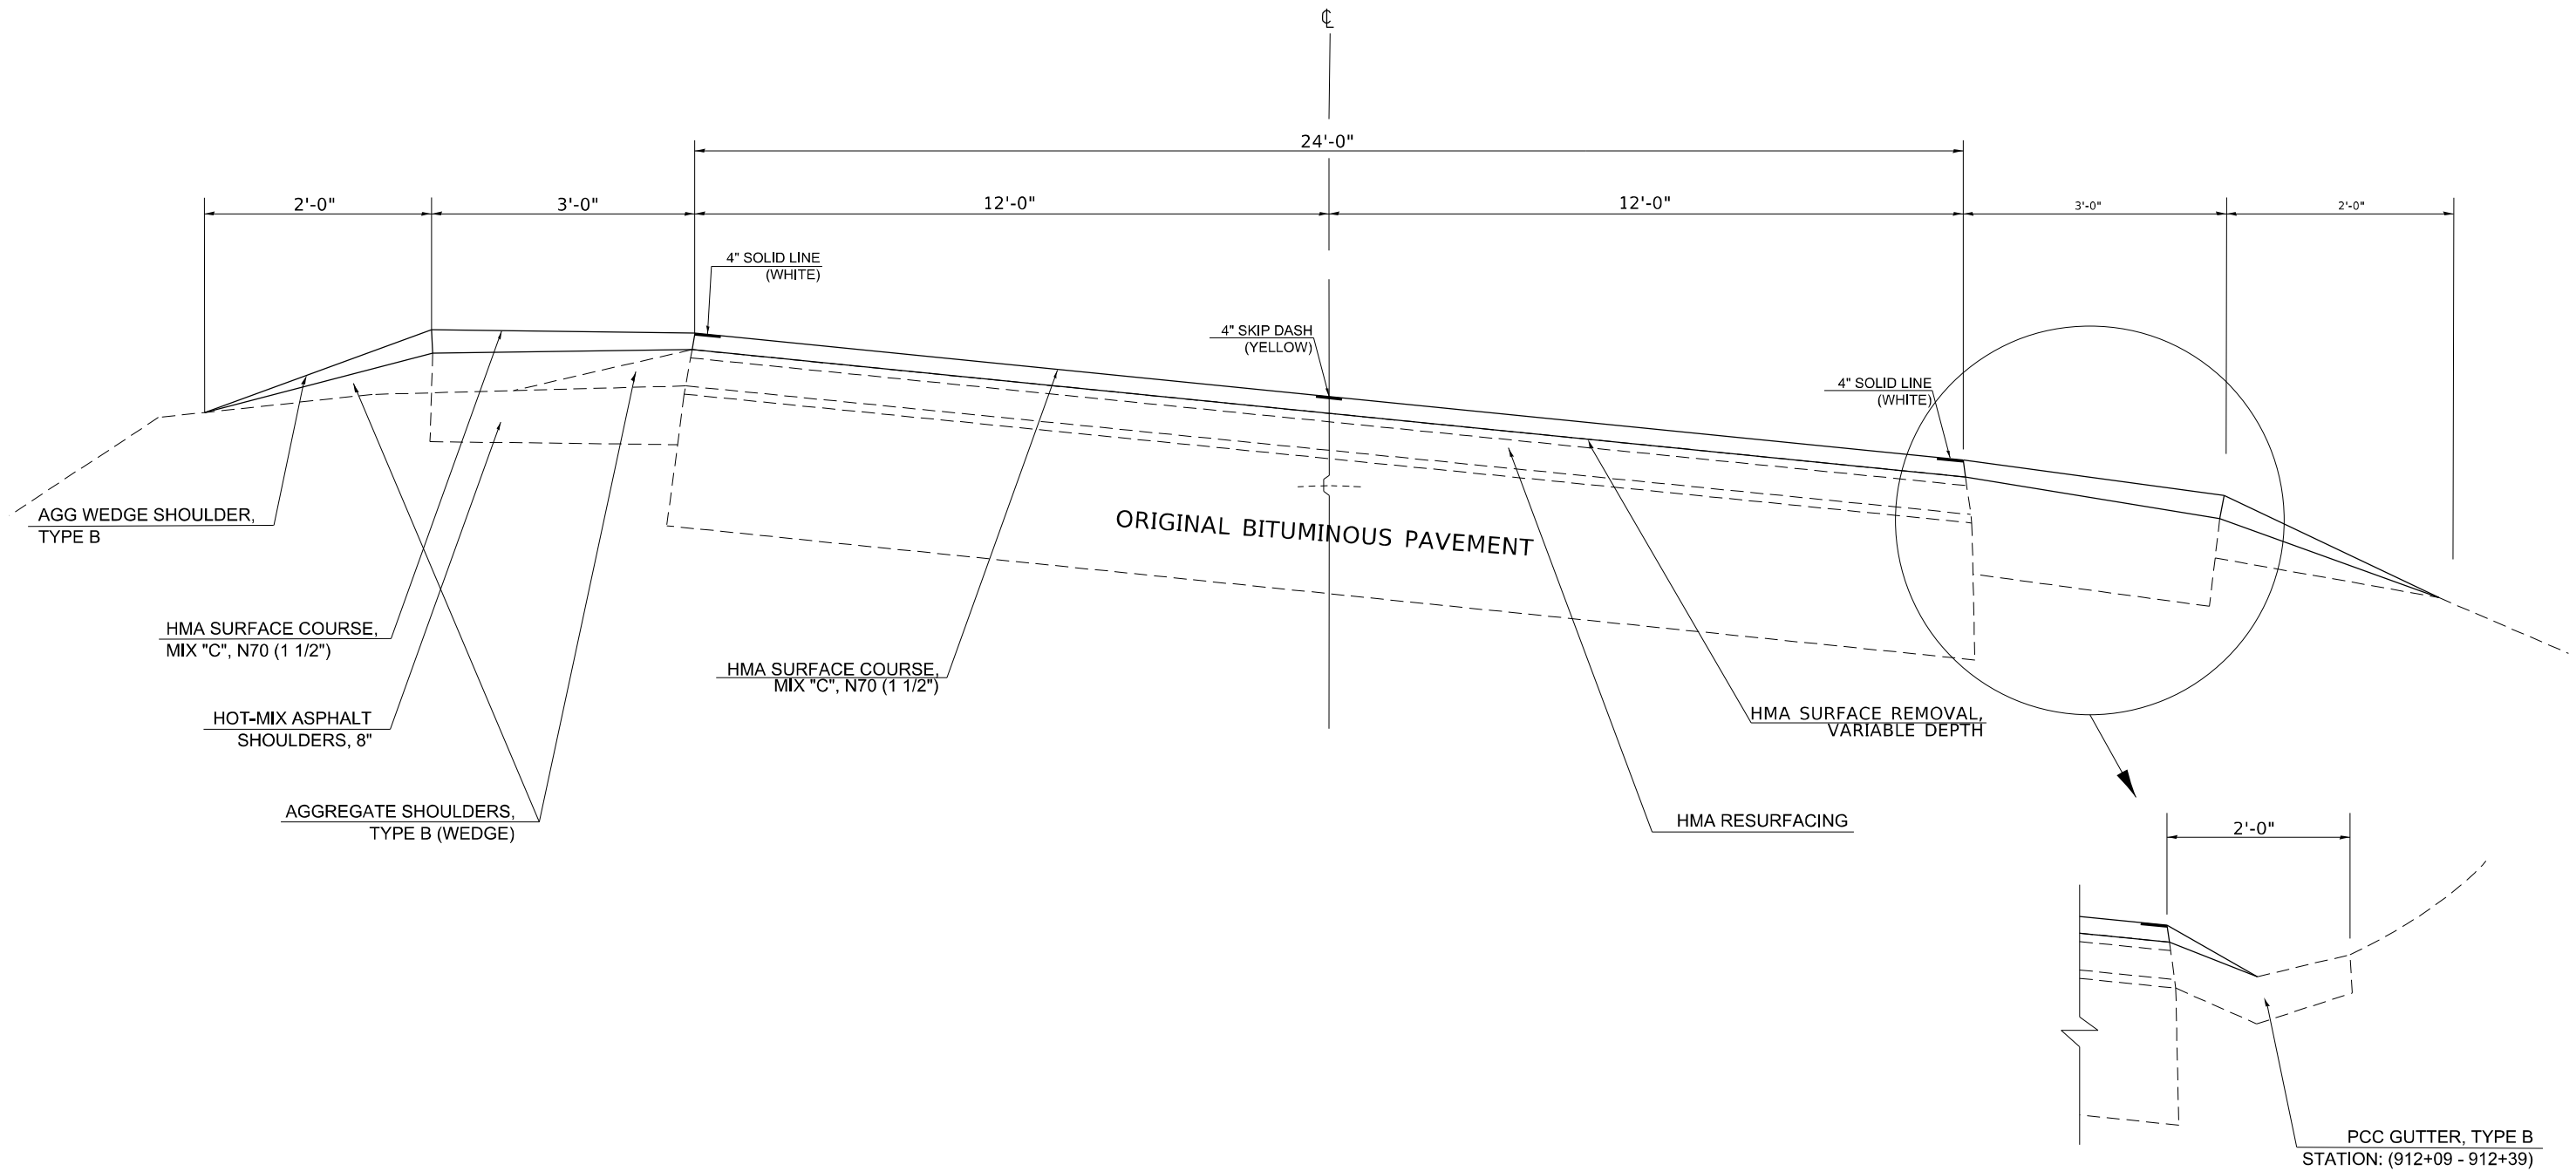 ℄
24'-0"
2'-0"
3'-0"
12'-0"
12'-0"
3'-0"
2'-0"
4" SOLID LINE
(WHITE)
4" SKIP DASH
(YELLOW)
4" SOLID LINE
(WHITE)
AGG WEDGE SHOULDER,
TYPE B
ORIGINAL BITUMINOUS PAVEMENT
HMA SURFACE COURSE,
MIX "C", N70 (1 1/2")
HMA SURFACE COURSE,
MIX "C", N70 (1 1/2")
HOT-MIX ASPHALT
SHOULDERS, 8"
HMA SURFACE REMOVAL,
VARIABLE DEPTH
AGGREGATE SHOULDERS,
TYPE B (WEDGE)
HMA RESURFACING
2'-0"
PCC GUTTER, TYPE B
STATION: (912+09 - 912+39)